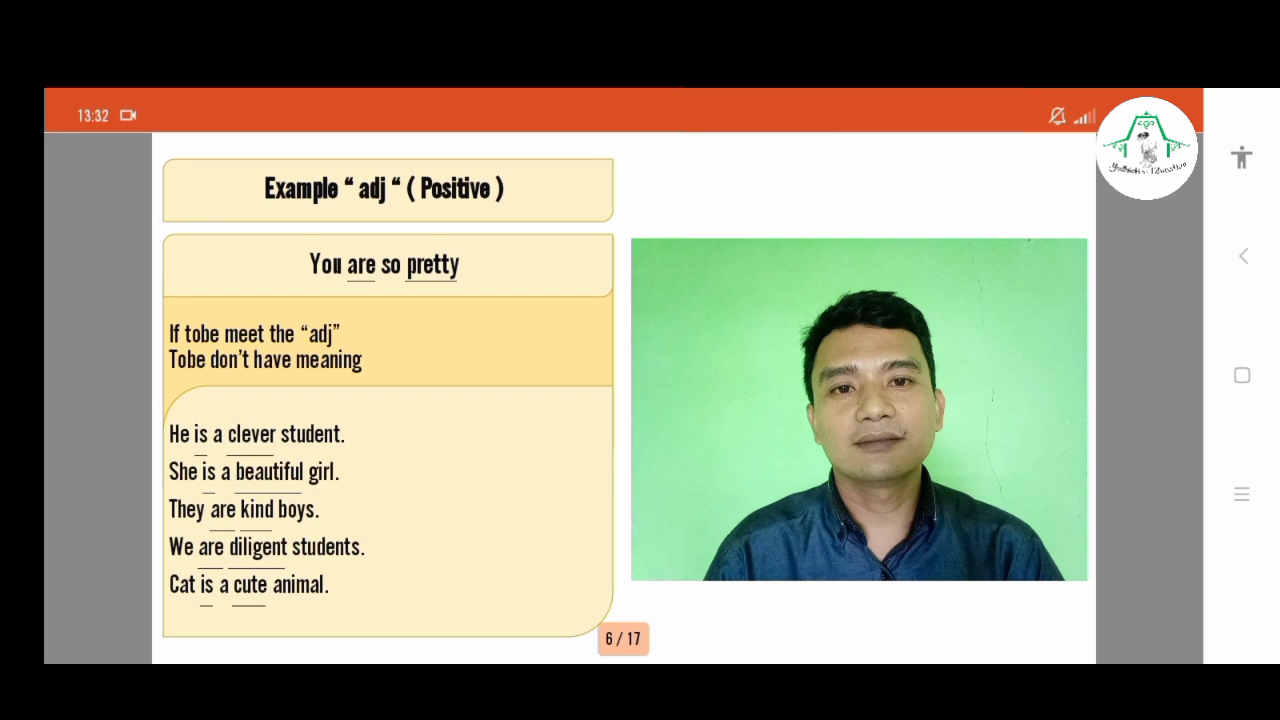 13:32
Example “ adj “ ( Positive )
You are so pretty
If tobe meet the “adj”
Tobe don’t have meaning
He is a clever student.
She is a beautiful girl.
They are kind boys.
We are diligent students.
Cat is a cute animal.
6 / 17